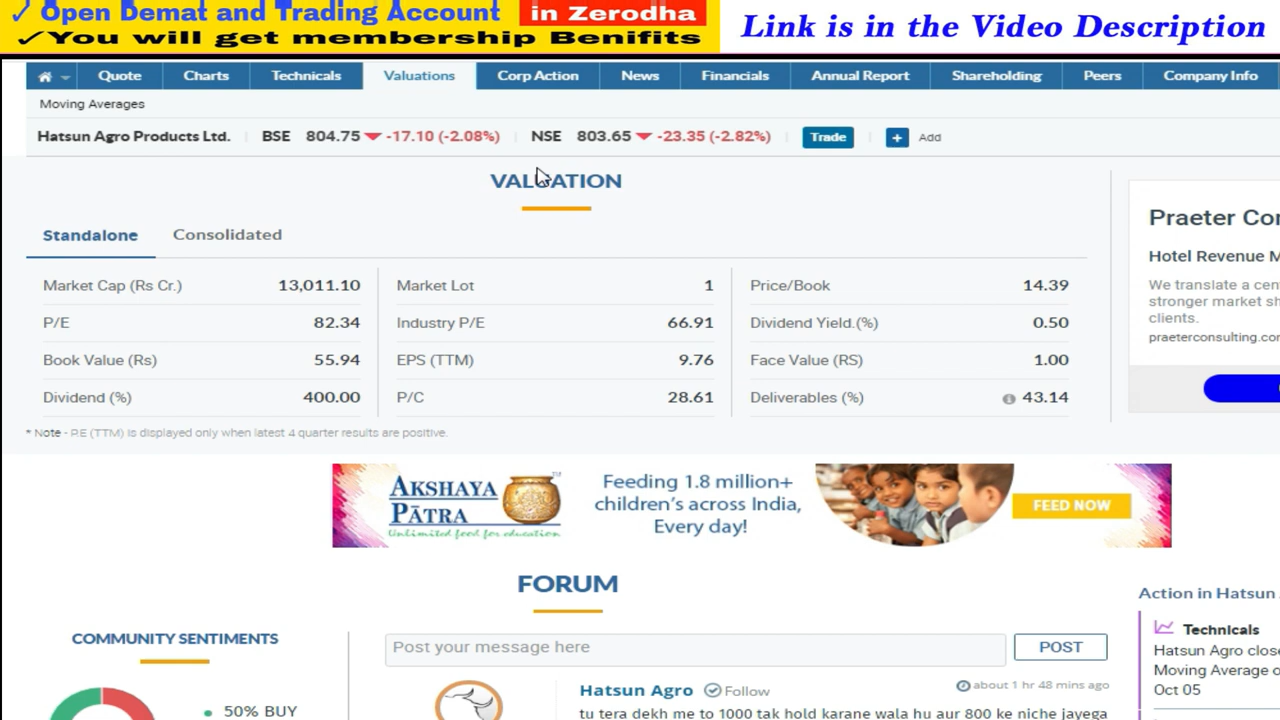 ✓ Open Demat and Trading Account in Zerodha
✓You will get membership Benifits
Link is in the Video Description
Quote Charts Technicals Valuations Corp Action News Financials Annual Report Shareholding Peers Company Info
Moving Averages
Hatsun Agro Products Ltd. BSE 804.75 -17.10 (-2.08%) NSE 803.65 -23.35 (-2.82%) Trade + Add
VALUATION
Standalone Consolidated
Market Cap (Rs Cr.) 13,011.10 Market Lot 1 Price/Book 14.39
P/E 82.34 Industry P/E 66.91 Dividend Yield.(%) 0.50
Book Value (Rs) 55.94 EPS (TTM) 9.76 Face Value (RS) 1.00
Dividend (%) 400.00 P/C 28.61 Deliverables (%) 43.14
* Note - P.E (TTM) is displayed only when latest 4 quarter results are positive.
Praeter
Hotel Revenue
We translate a
stronger market
clients.
AKSHAYA PĀTRA TM
Unlimited food for education
Feeding 1.8 million+
children's across India,
Every day!
FEED NOW
FORUM
COMMUNITY SENTIMENTS
50% BUY
Post your message here POST
Hatsun Agro Follow about 1 hr 48 mins ago
tu tera dekh me to 1000 tak hold karane wala hu aur 800 ke niche jayega
Action in Hatsun
Technicals
Hatsun Agro
Moving Average
Oct 05